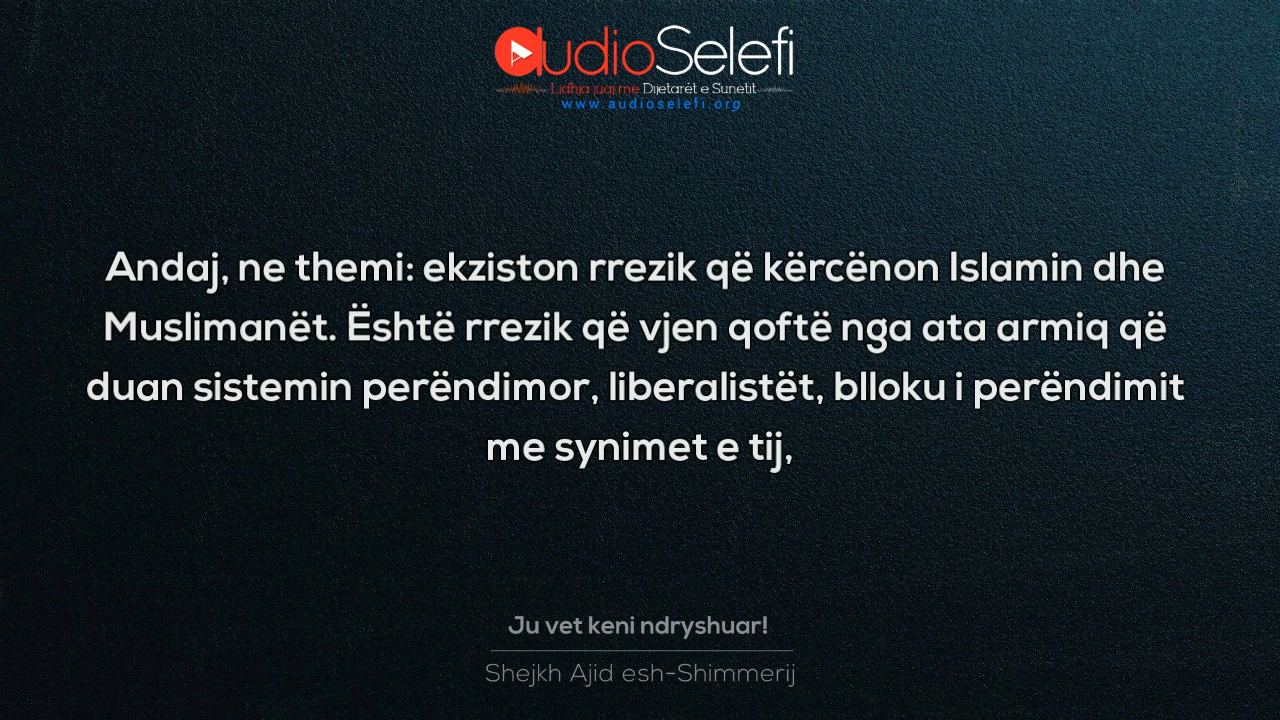 audioSelefi
Lidhja juaj me Dijetarët e Sunetit
www.audioselefi.org
Andaj, ne themi: ekziston rrezik që kërcënon Islamin dhe
Muslimanët. Është rrezik që vjen qoftë nga ata armiq që
duan sistemin perëndimor, liberalistët, blloku i perëndimit
me synimet e tij,
Ju vet keni ndryshuar!
Shejkh Ajid esh-Shimmerij